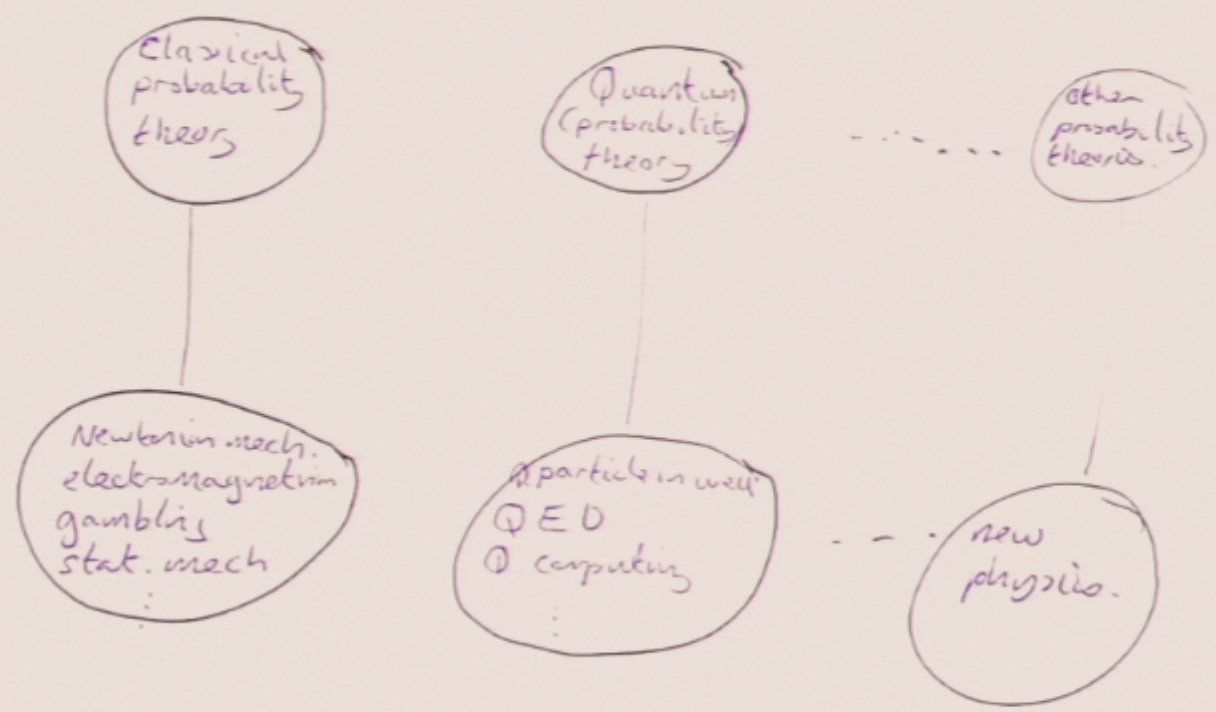 Classical
probability
theory
Quantum
(probability
theory
other
probability
theories.
Newtonian mech.
electromagnetism
gambling
stat. mech
Q particle in well
QED
Q computing
new
physics.